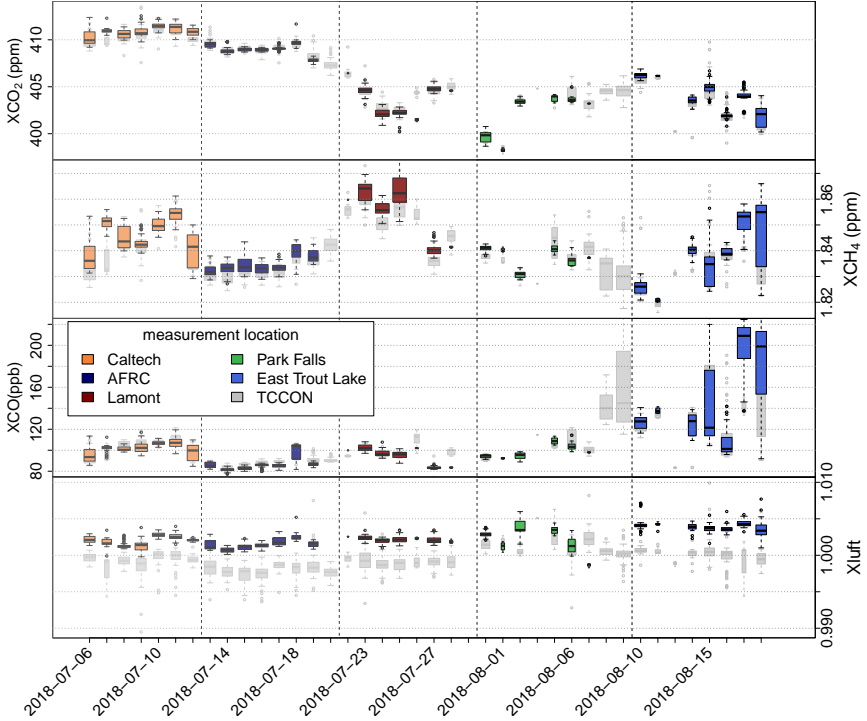 XCO2 (ppm)
410
405
400
XCH4 (ppm)
1.86
1.84
1.82
XCO(ppb)
200
160
120
80
measurement location
Caltech
AFRC
Lamont
Park Falls
East Trout Lake
TCCON
Xluft
1.010
1.000
0.990
2018−07−06
2018−07−10
2018−07−14
2018−07−18
2018−07−23
2018−07−27
2018−08−01
2018−08−06
2018−08−10
2018−08−15